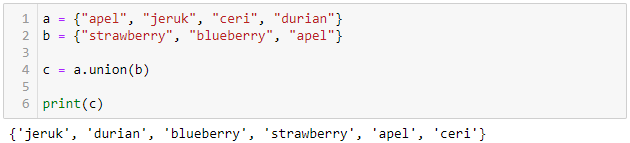 1 a = {"apel", "jeruk", "ceri", "durian"}
2 b = {"strawberry", "blueberry", "apel"}
3
4 c = a.union(b)
5
6 print(c)
{'jeruk', 'durian', 'blueberry', 'strawberry', 'apel', 'ceri'}